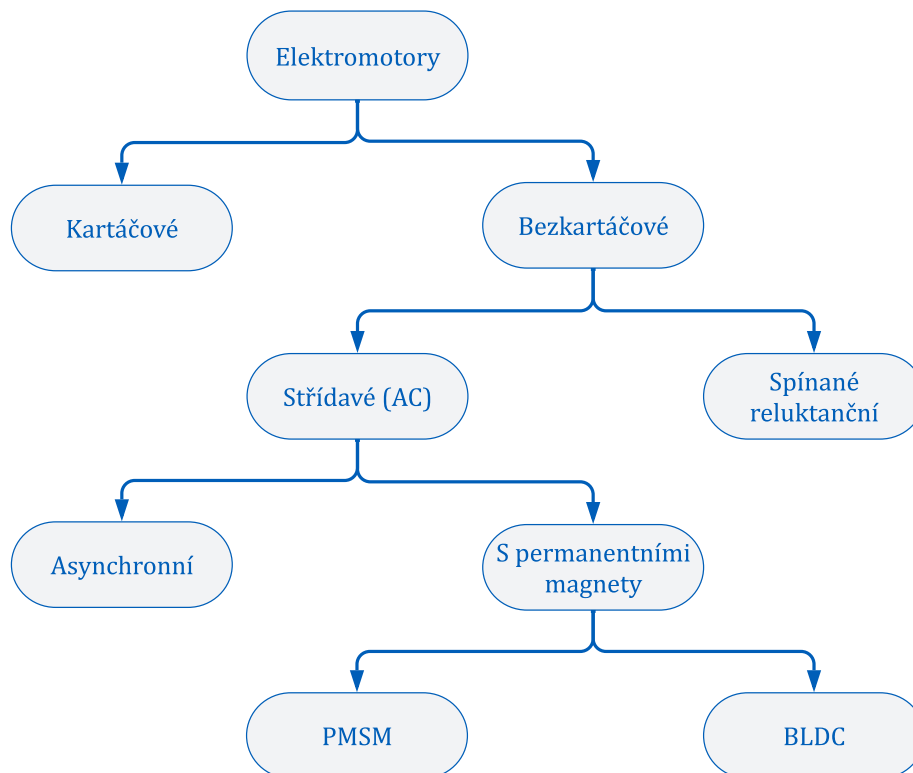 Elektromotory
Kartáčové
Bezkartáčové
Střídavé (AC)
Spínané
reluktanční
Asynchronní
S permanentními
magnety
PMSM
BLDC